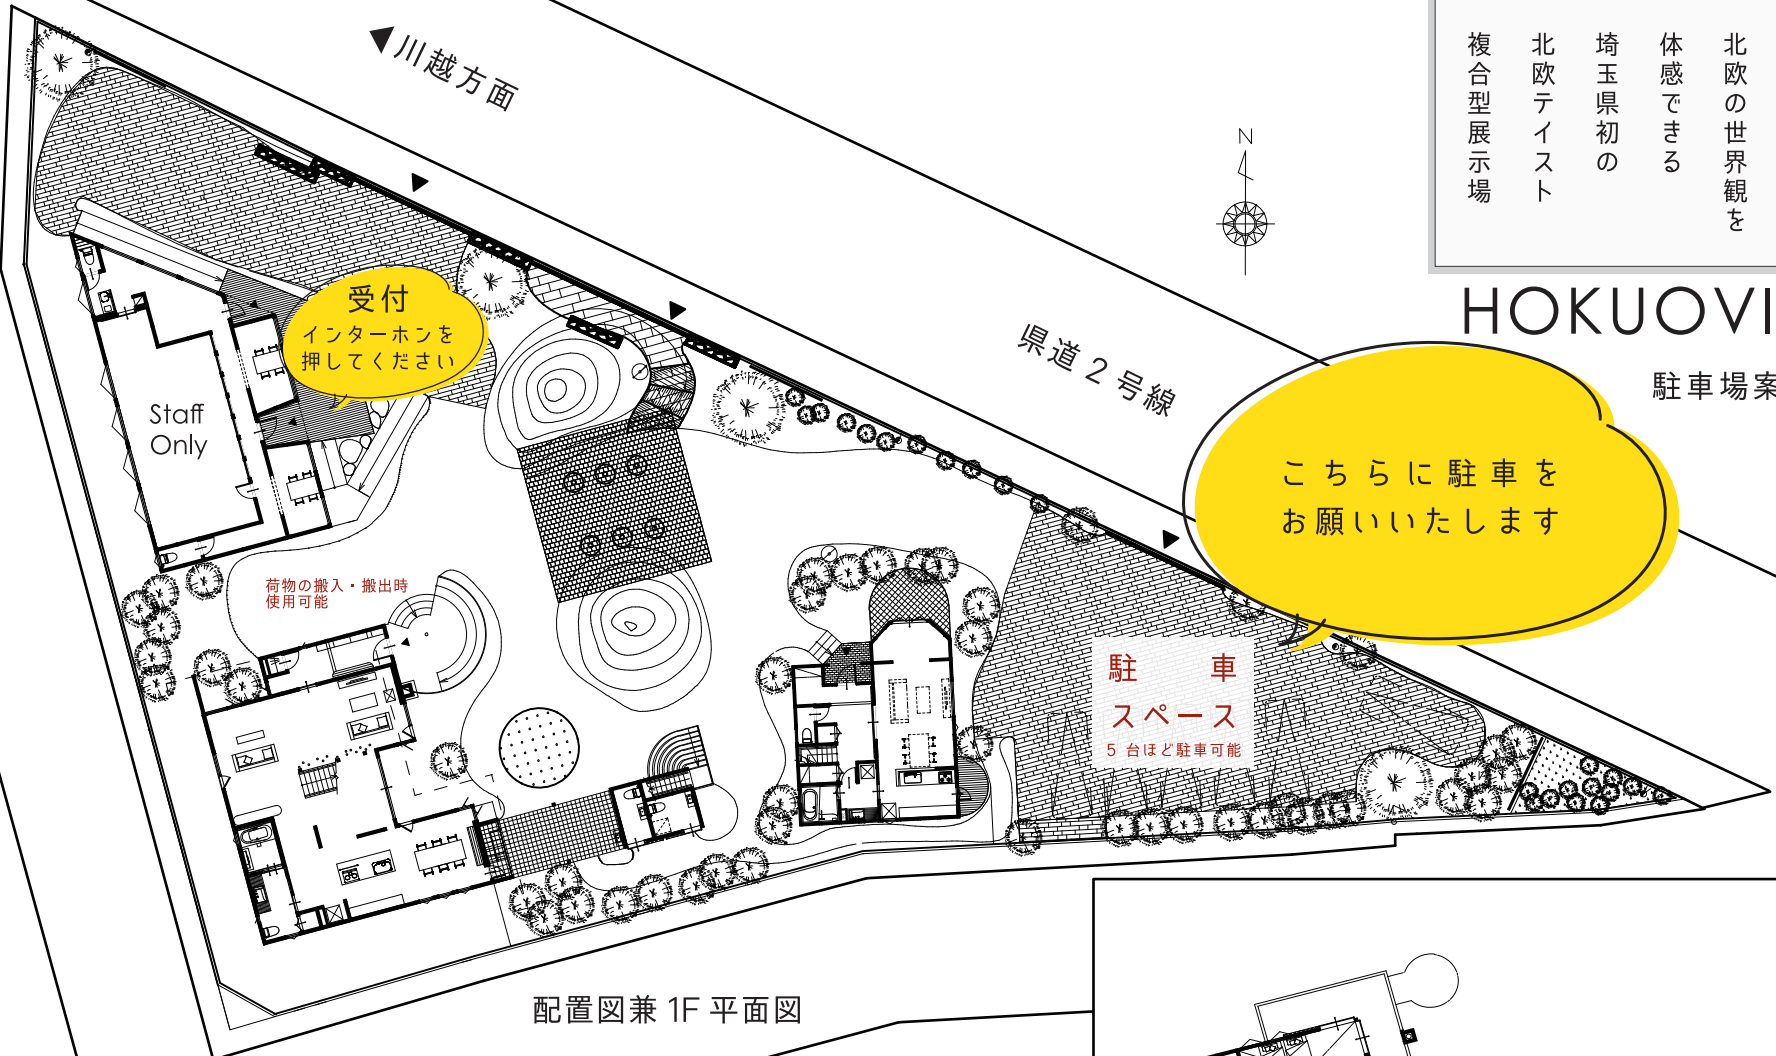 北欧の世界観を
体感できる
埼玉県初の
北欧テイスト
複合型展示場
HOKUOVI
駐車場案
◀川越方面
N
県道2号線
受付
インターホンを
押してください
Staff
Only
こちらに駐車を
お願いいたします
荷物の搬入・搬出時
使用可能
駐車
スペース
5 台ほど駐車可能
配置図兼 1F 平面図